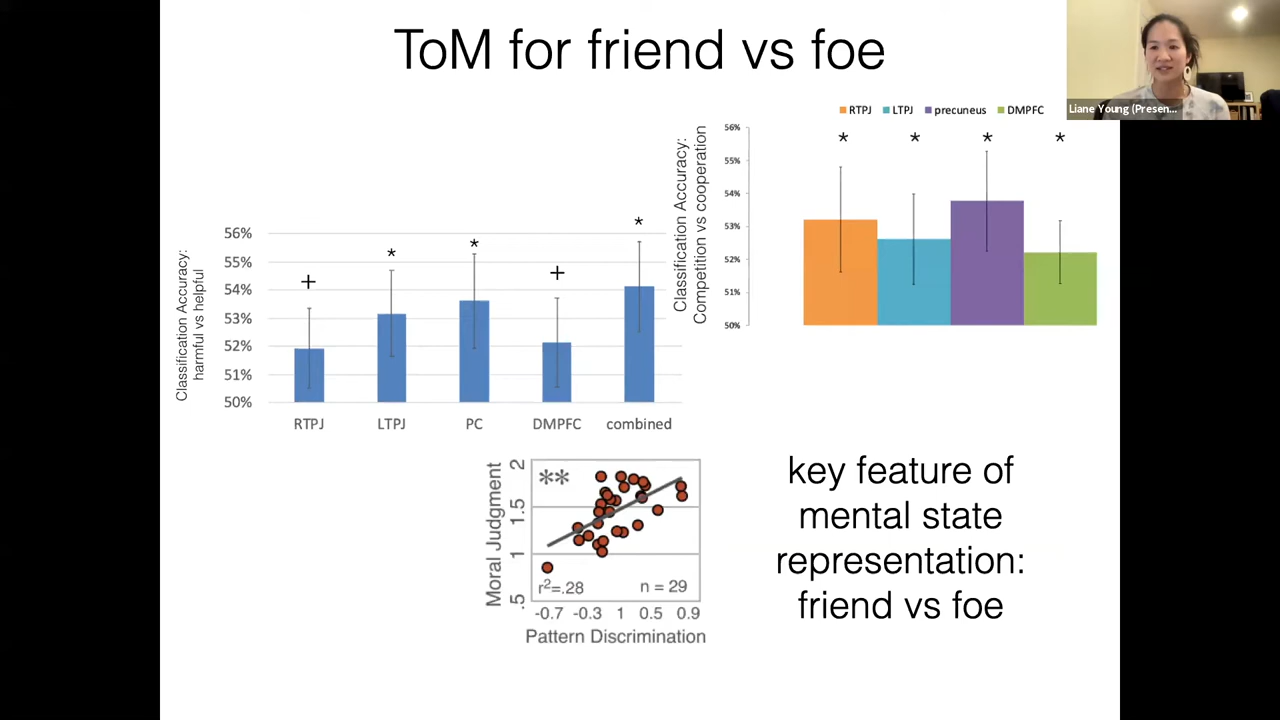 ToM for friend vs foe
Liane Young (Presen...
RTPJ LTPJ precuneus DMPFC
Classification Accuracy:
Competition vs cooperation
56%
55%
54%
53%
52%
51%
50%
* * * *
Classification Accuracy:
harmful vs helpful
56%
55%
54%
53%
52%
51%
50%
+ * * + *
RTPJ LTPJ PC DMPFC combined
Moral Judgment
2
1.5
1
.5
**
r²=.28 n = 29
-0.7 -0.3 1 0.5 0.9
Pattern Discrimination
key feature of
mental state
representation:
friend vs foe